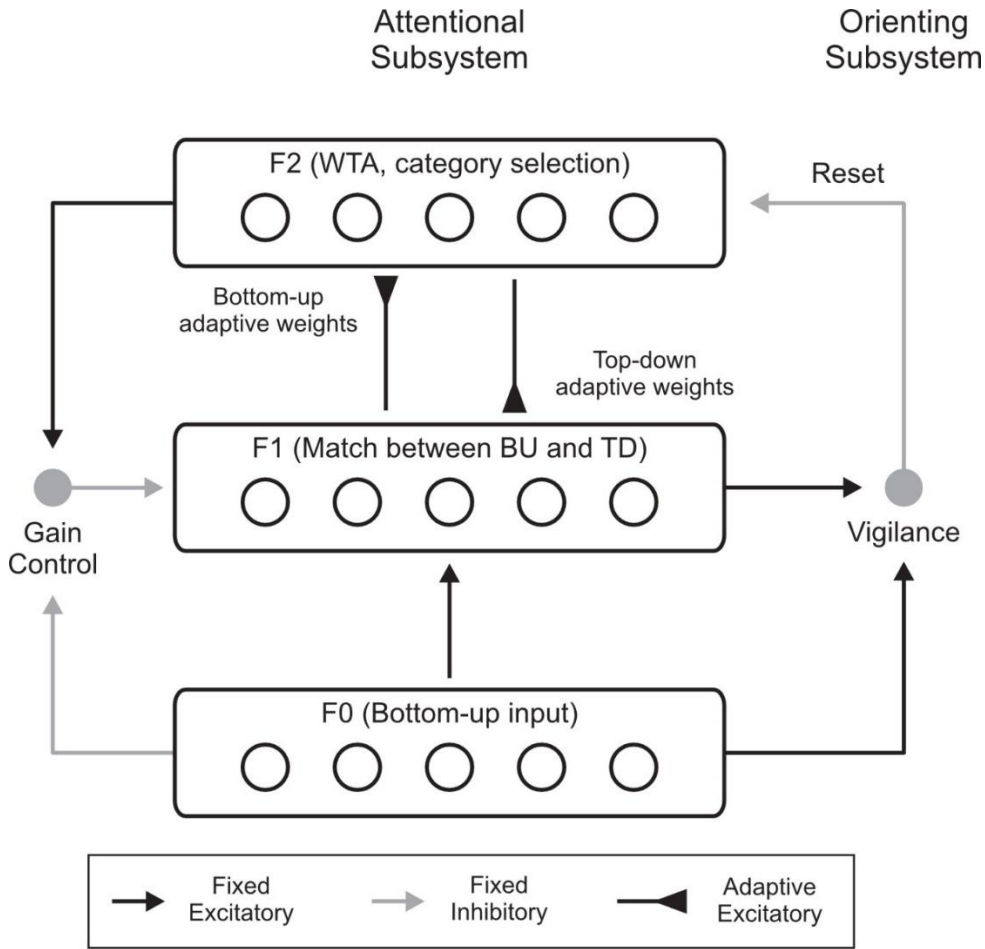 Attentional
Subsystem
Orienting
Subsystem
F2 (WTA, category selection)
Reset
Bottom-up
adaptive weights
Top-down
adaptive weights
F1 (Match between BU and TD)
Gain
Control
Vigilance
F0 (Bottom-up input)
Fixed
Excitatory
Fixed
Inhibitory
Adaptive
Excitatory